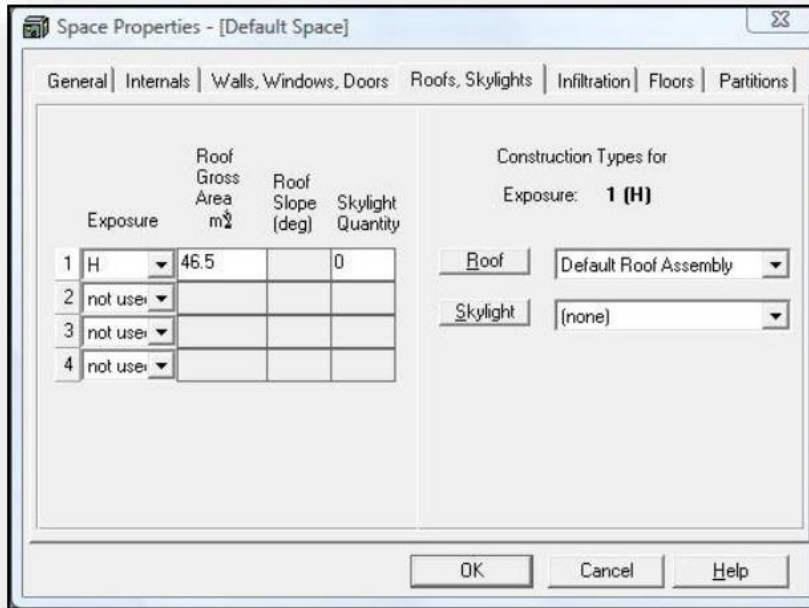 Space Properties - [Default Space]
General Internals Walls, Windows, Doors Roofs, Skylights Infiltration Floors Partitions
Roof
Gross
Area
m²
Roof
Slope
(deg)
Skylight
Quantity
Exposure
1 H 46.5 0
2 not use
3 not use
4 not use
Construction Types for
Exposure: 1 (H)
Roof Default Roof Assembly
Skylight (none)
OK Cancel Help